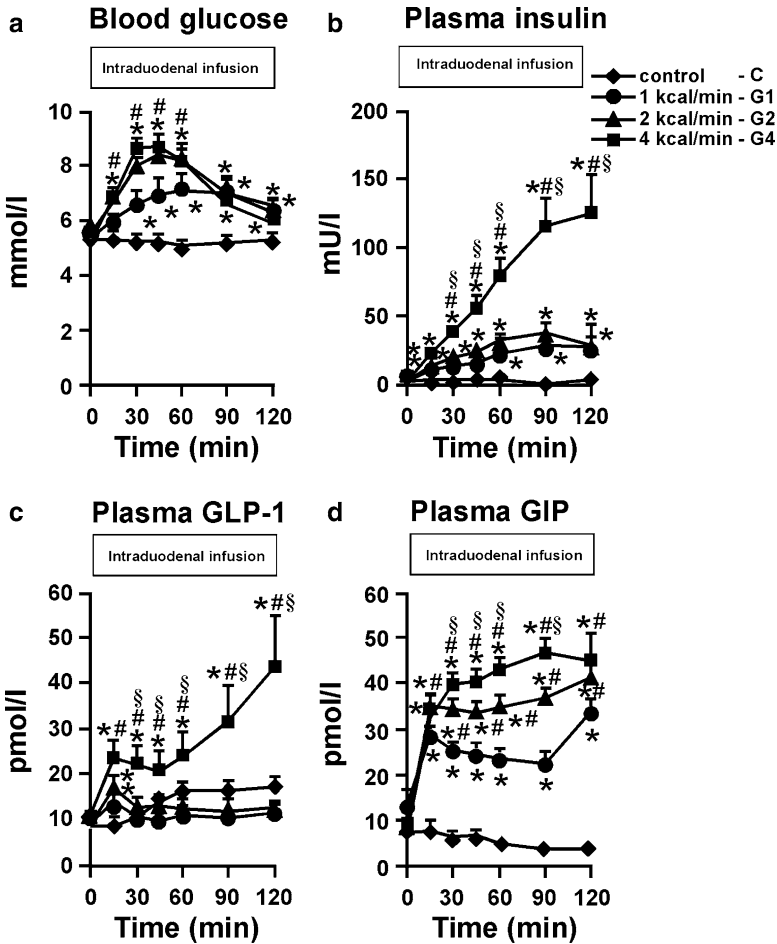 a Blood glucose
b Plasma insulin
Intraduodenal infusion
Intraduodenal infusion
control - C
1 kcal/min - G1
2 kcal/min - G2
4 kcal/min - G4
mmol/l
10
8
6
4
2
0
# # # #
* * * * * *
* * * * * *
0 30 60 90 120
Time (min)
mU/l
200
150
100
50
0
*#§
*#§
§ § §
# # #
* * *
* * * * * *
* * * * * *
0 30 60 90 120
Time (min)
c Plasma GLP-1
d Plasma GIP
Intraduodenal infusion
Intraduodenal infusion
pmol/l
60
50
40
30
20
10
0
*#§
*#§
§ § §
# # #
* * *
*#
*
*
0 30 60 90 120
Time (min)
pmol/l
60
50
40
30
20
10
0
§ § §
# # #
* * *
*#§
*#
*#
* *# *# *# *# *#
* * * * * *
0 30 60 90 120
Time (min)